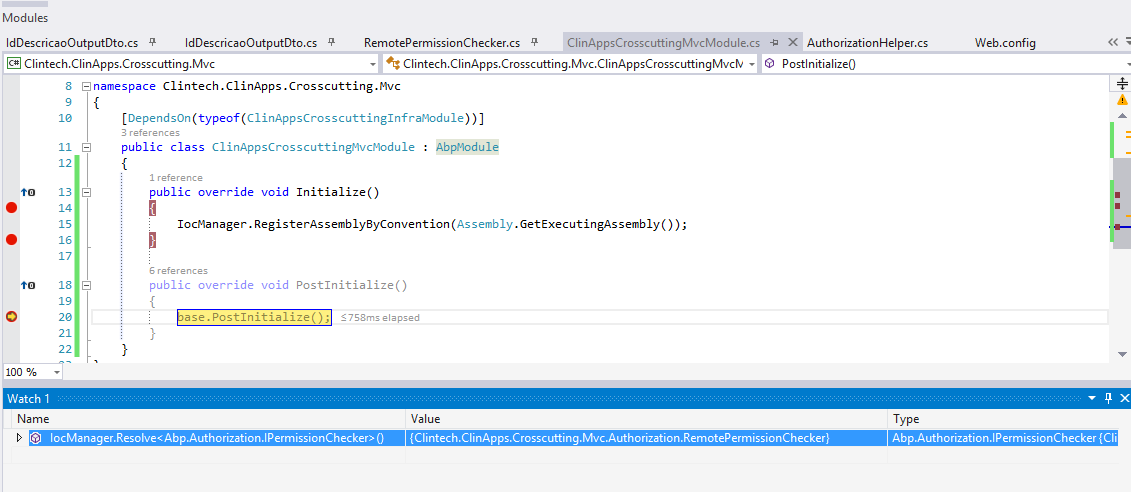 Modules
IdDescricaoOutputDto.cs IdDescricaoOutputDto.cs RemotePermissionChecker.cs ClinAppsCrosscuttingMvcModule.cs AuthorizationHelper.cs Web.config
C# Clintech.ClinApps.Crosscutting.Mvc Clintech.ClinApps.Crosscutting.Mvc.ClinAppsCrosscuttingMvcM PostInitialize()
8 namespace Clintech.ClinApps.Crosscutting.Mvc
9 {
10 [DependsOn(typeof(ClinAppsCrosscuttingInfraModule))]
3 references
11 public class ClinAppsCrosscuttingMvcModule : AbpModule
12 {
1 reference
13 public override void Initialize()
14 {
15 IocManager.RegisterAssemblyByConvention(Assembly.GetExecutingAssembly());
16 }
17
6 references
18 public override void PostInitialize()
19 {
20 base.PostInitialize(); ≤758ms elapsed
21 }
22 }
100 %
Watch 1
Name Value Type
IocManager.Resolve<Abp.Authorization.IPermissionChecker>() {Clintech.ClinApps.Crosscutting.Mvc.Authorization.RemotePermissionChecker} Abp.Authorization.IPermissionChecker {Cli